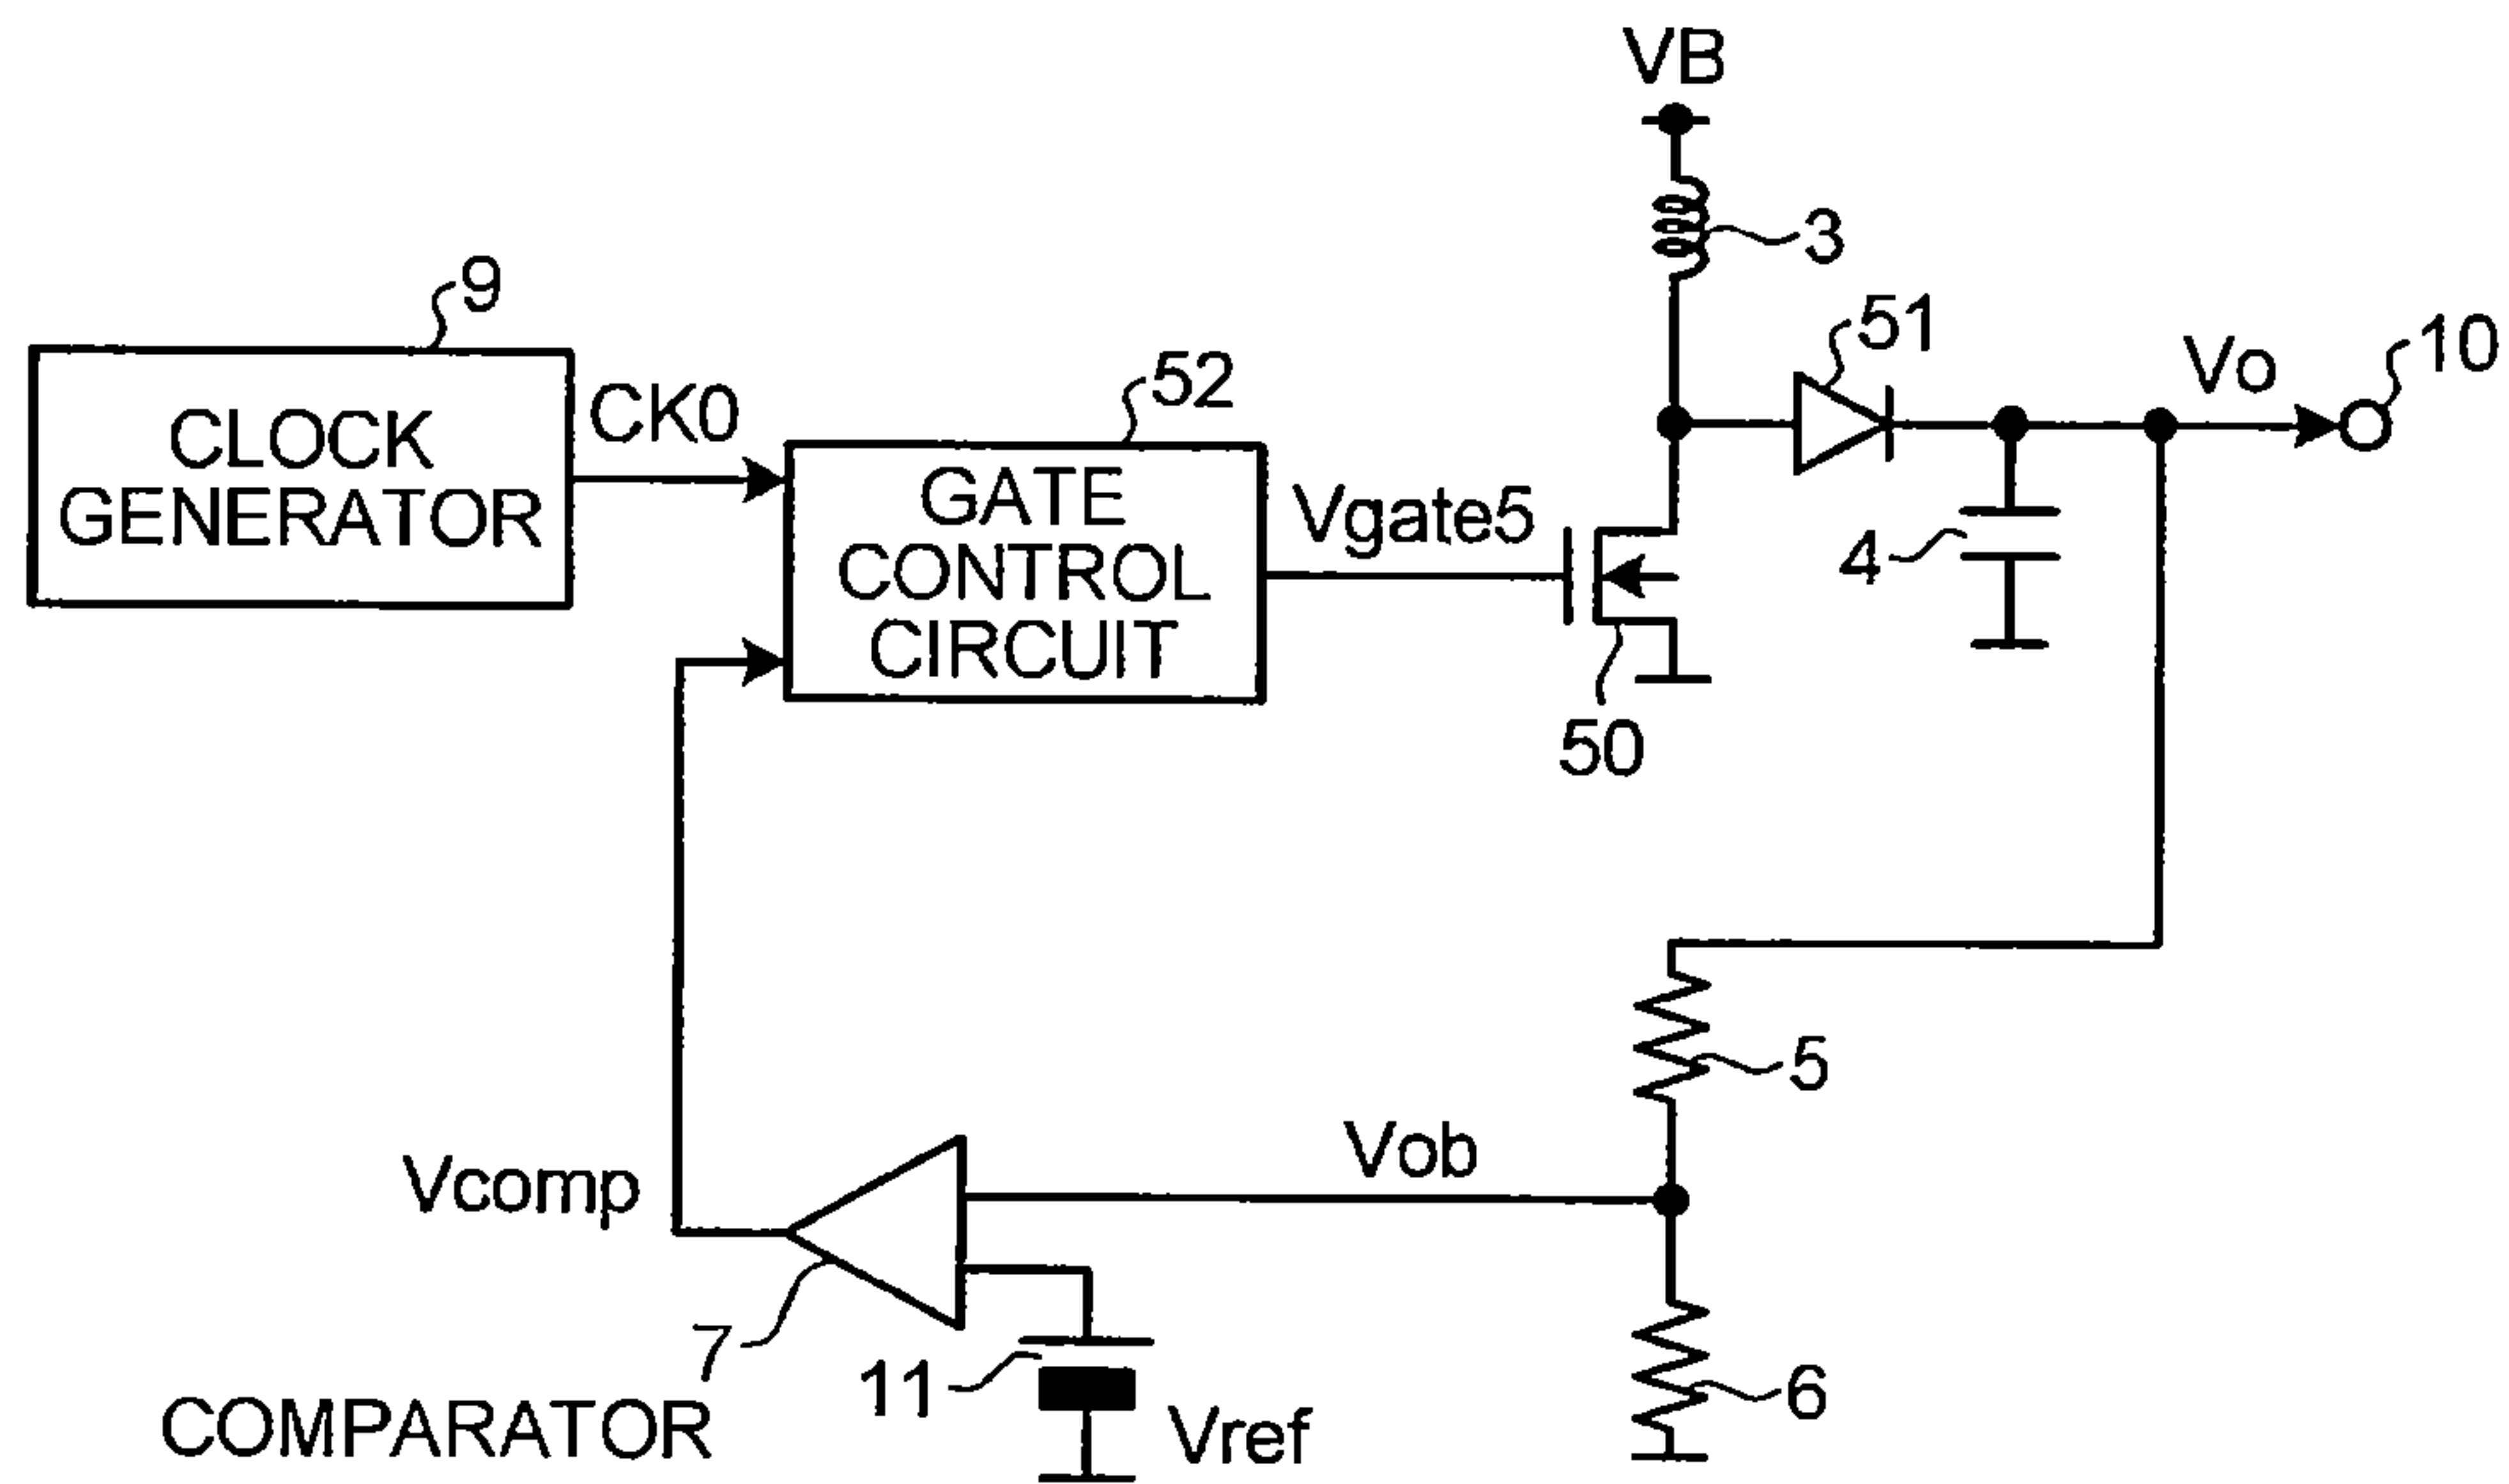 VB
3
9
51
10
Vo
52
CK0
CLOCK
GENERATOR
GATE
CONTROL
CIRCUIT
Vgate5
4
50
5
Vob
Vcomp
7
11
6
COMPARATOR
Vref